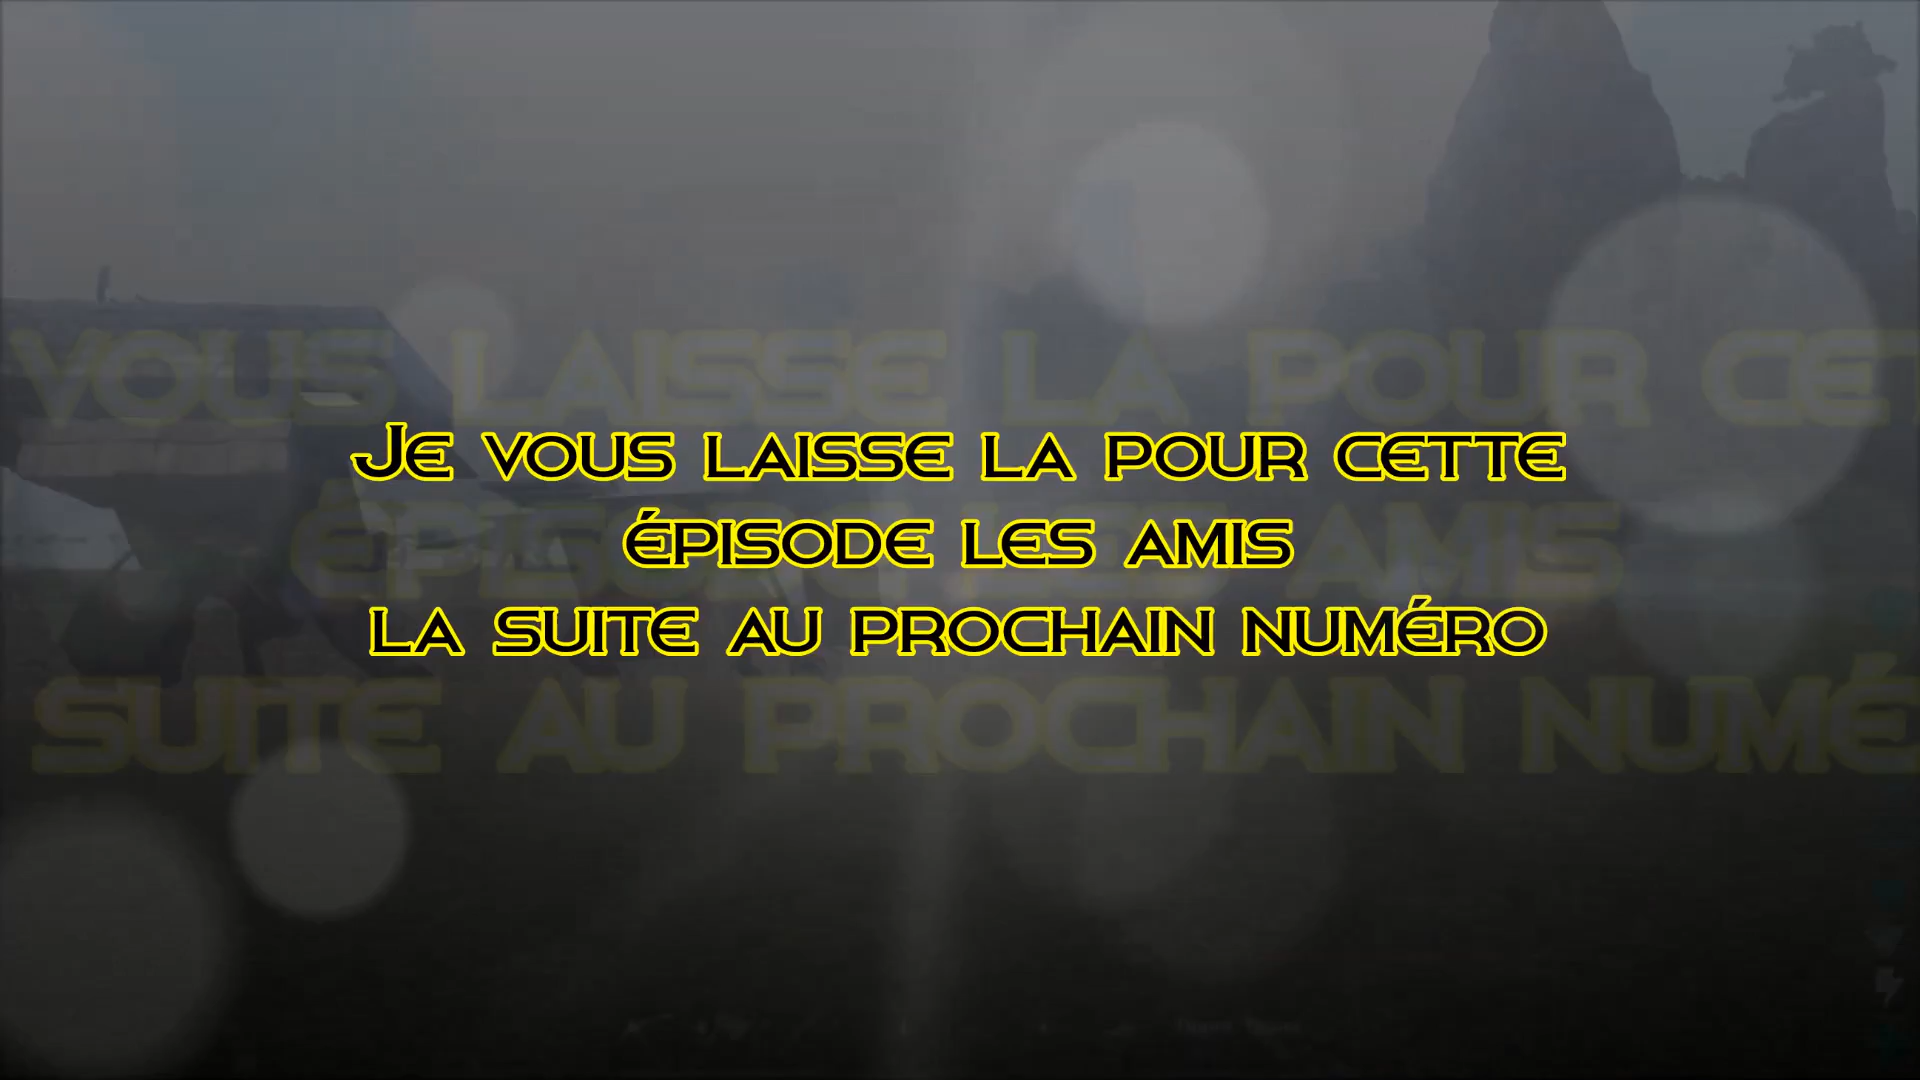 Je vous laisse la pour cette
épisode les amis
la suite au prochain numéro